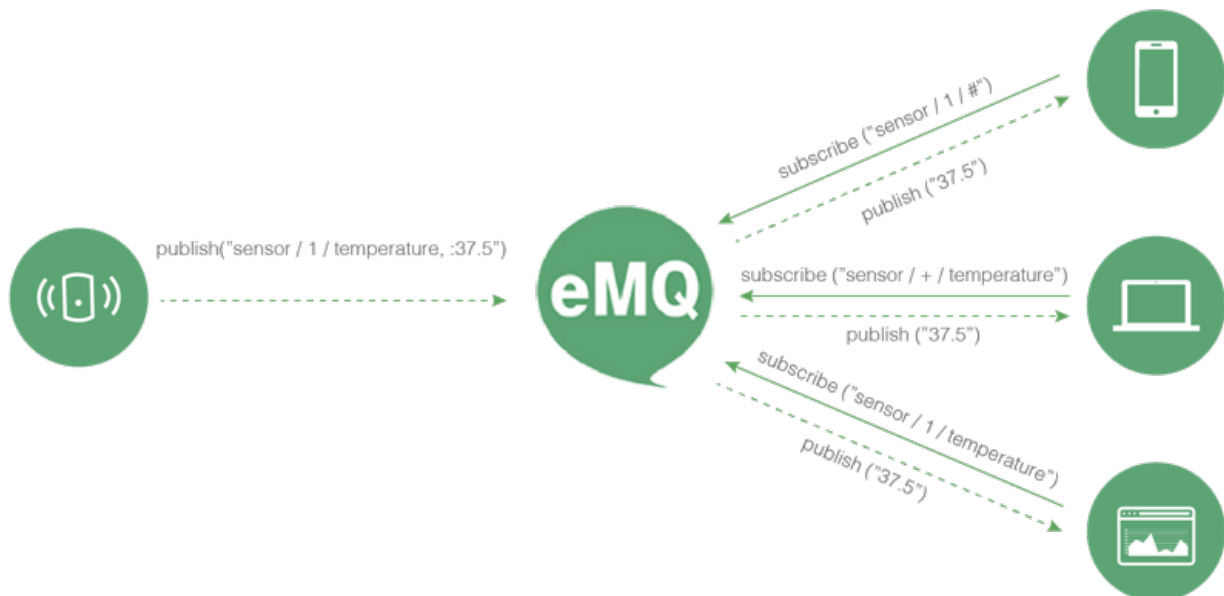 subscribe ("sensor / 1 / #")
publish ("37.5")
publish("sensor / 1 / temperature, :37.5")
eMQ
subscribe ("sensor / + / temperature")
publish ("37.5")
subscribe ("sensor / 1 / temperature")
publish ("37.5")